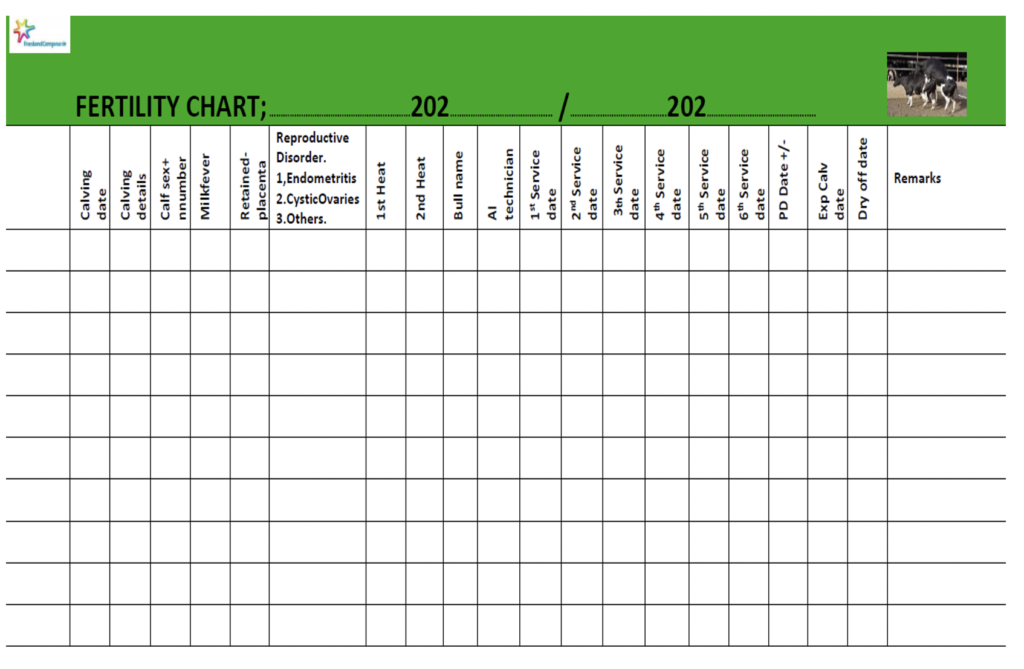 FrieslandCampina
FERTILITY CHART;..............................202....................... /.....................202........................
Calving
date
Calving
details
Calf sex+
nnumber
Milkfever
Retained-
placenta
Reproductive
Disorder.
1,Endometritis
2.CysticOvaries
3.Others.
1st Heat
2nd Heat
Bull name
AI
technician
1st Service
date
2nd Service
date
3th Service
date
4th Service
date
5th Service
date
6th Service
date
PD Date +/-
Exp Calv
date
Dry off date
Remarks